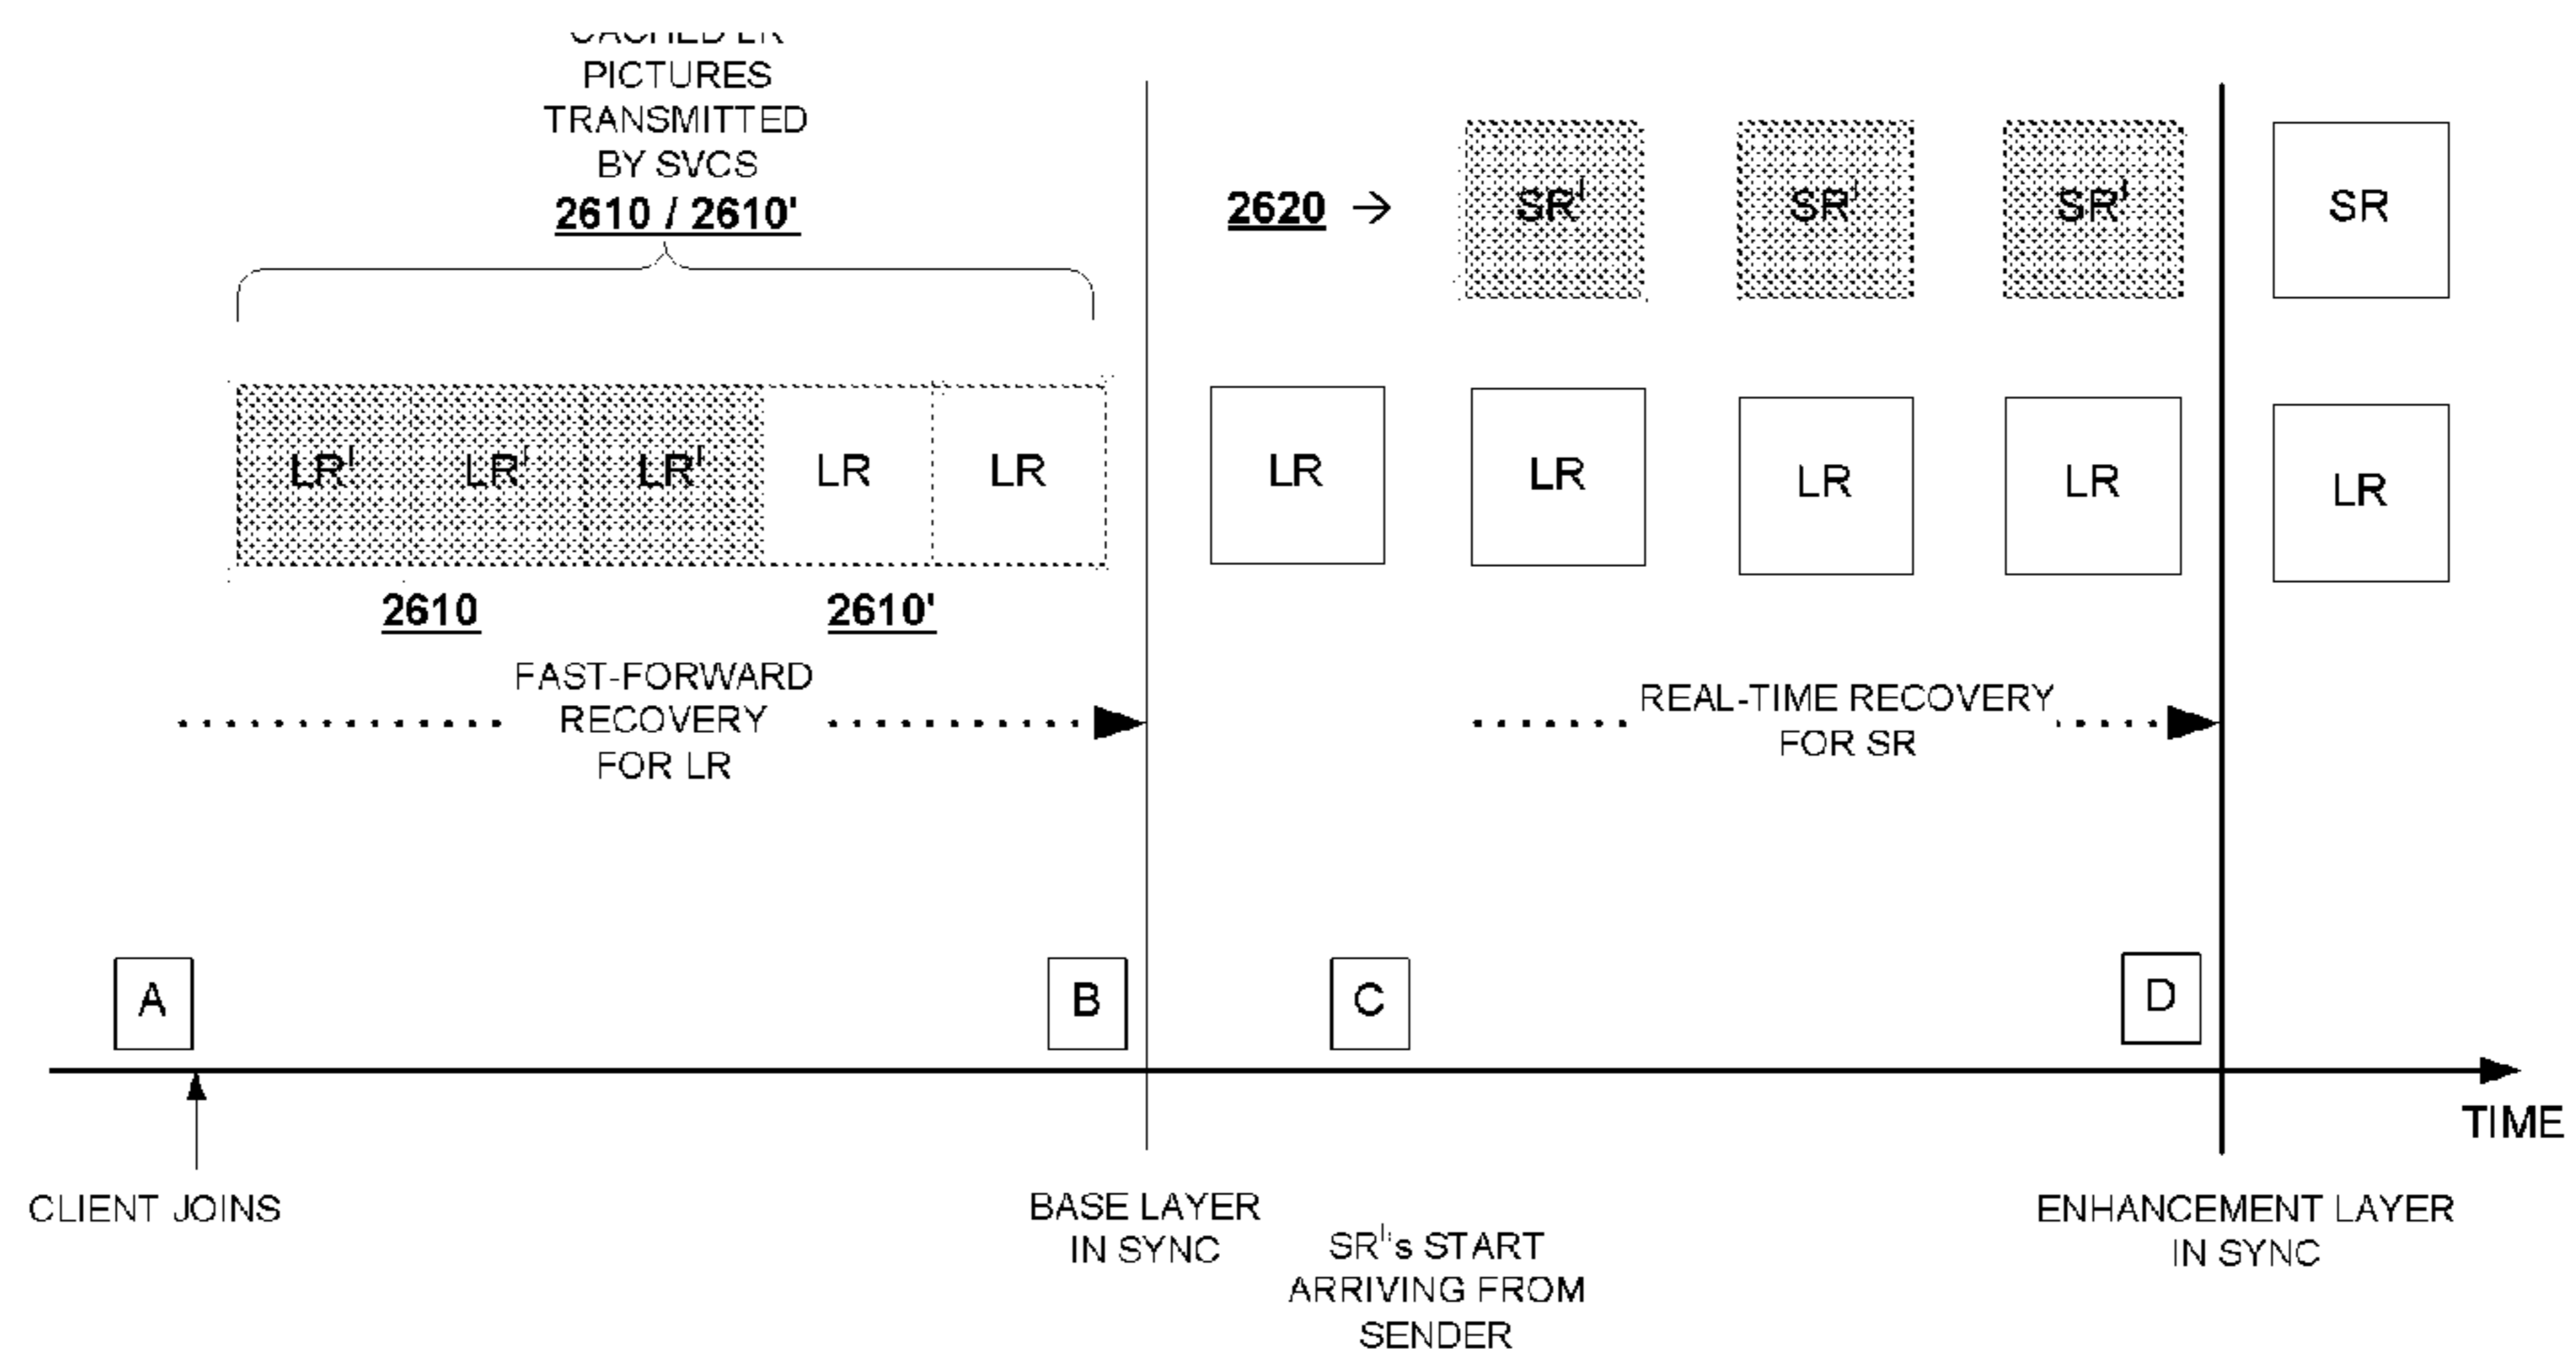 PICTURES
TRANSMITTED
BY SVCS
2610 / 2610'
2620 →
SR^I SR^I SR^I SR
LR^I LR^I LR^I LR LR LR LR LR LR LR
2610 2610'
FAST-FORWARD
RECOVERY
FOR LR
REAL-TIME RECOVERY
FOR SR
A B C D
TIME
CLIENT JOINS
BASE LAYER
IN SYNC
SR^I's START
ARRIVING FROM
SENDER
ENHANCEMENT LAYER
IN SYNC